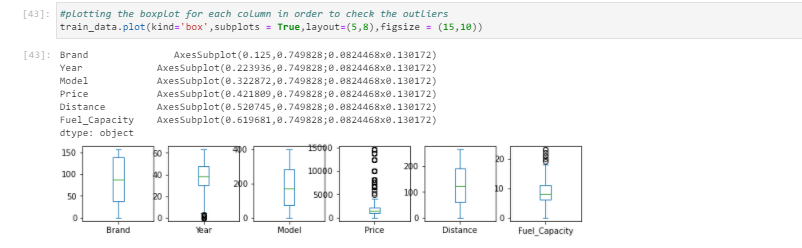 [43]: #plotting the boxplot for each column in order to check the outliers
train_data.plot(kind='box',subplots = True,layout=(5,8),figsize = (15,10))
[43]: Brand AxesSubplot(0.125,0.749828;0.0824468x0.130172)
Year AxesSubplot(0.223936,0.749828;0.0824468x0.130172)
Model AxesSubplot(0.322872,0.749828;0.0824468x0.130172)
Price AxesSubplot(0.421809,0.749828;0.0824468x0.130172)
Distance AxesSubplot(0.520745,0.749828;0.0824468x0.130172)
Fuel_Capacity AxesSubplot(0.619681,0.749828;0.0824468x0.130172)
dtype: object
150
100
50
0
Brand
60
40
20
0
Year
400
200
0
Model
15000
10000
5000
0
Price
200
100
0
Distance
20
10
0
Fuel_Capacity